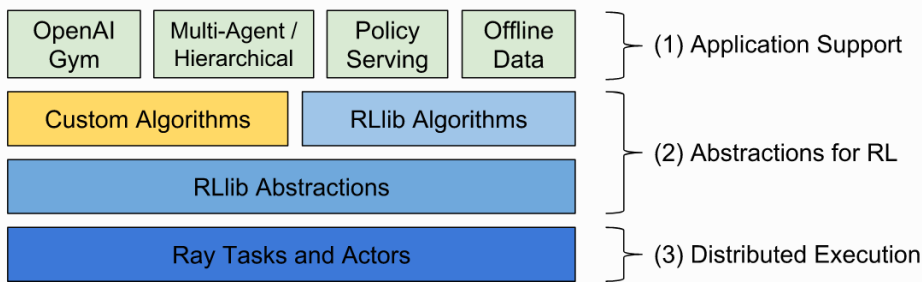 OpenAI
Gym
Multi-Agent /
Hierarchical
Policy
Serving
Offline
Data
(1) Application Support
Custom Algorithms
RLlib Algorithms
(2) Abstractions for RL
RLlib Abstractions
Ray Tasks and Actors
(3) Distributed Execution